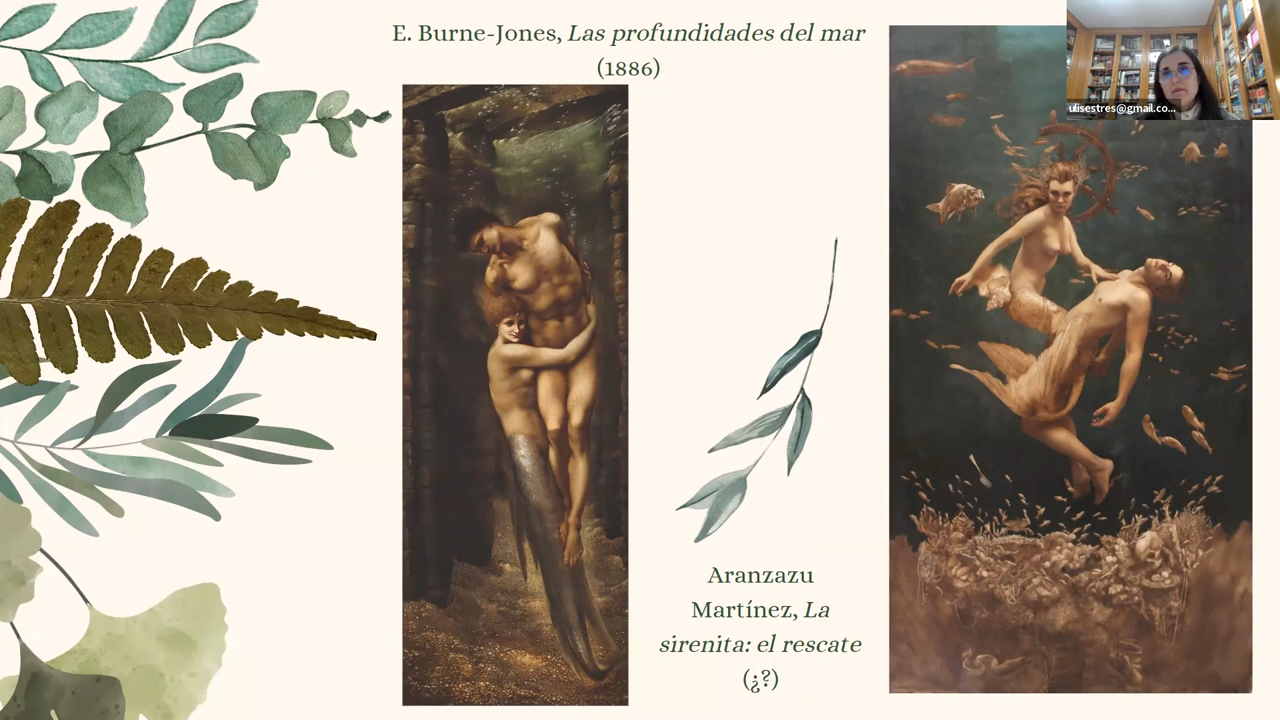 E. Burne-Jones, Las profundidades del mar
(1886)
ulisestres@gmail.co...
Aranzazu
Martínez, La
sirenita: el rescate
(¿?)